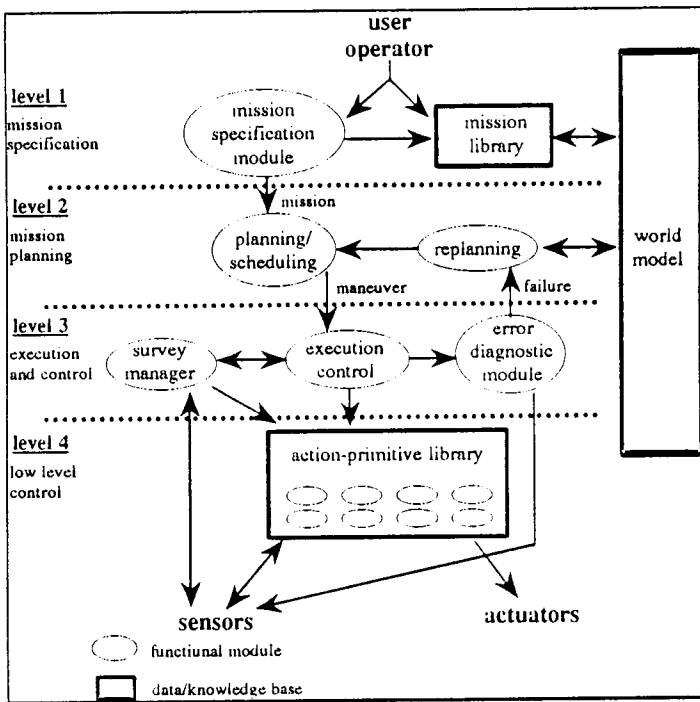 user
operator
level 1
mission
specification
mission
specification
module
mission
library
level 2
mission
planning
mission
planning/
scheduling
replanning
world
model
maneuver
failure
level 3
execution
and control
survey
manager
execution
control
error
diagnostic
module
level 4
low level
control
action-primitive library
sensors
actuators
functional module
data/knowledge base